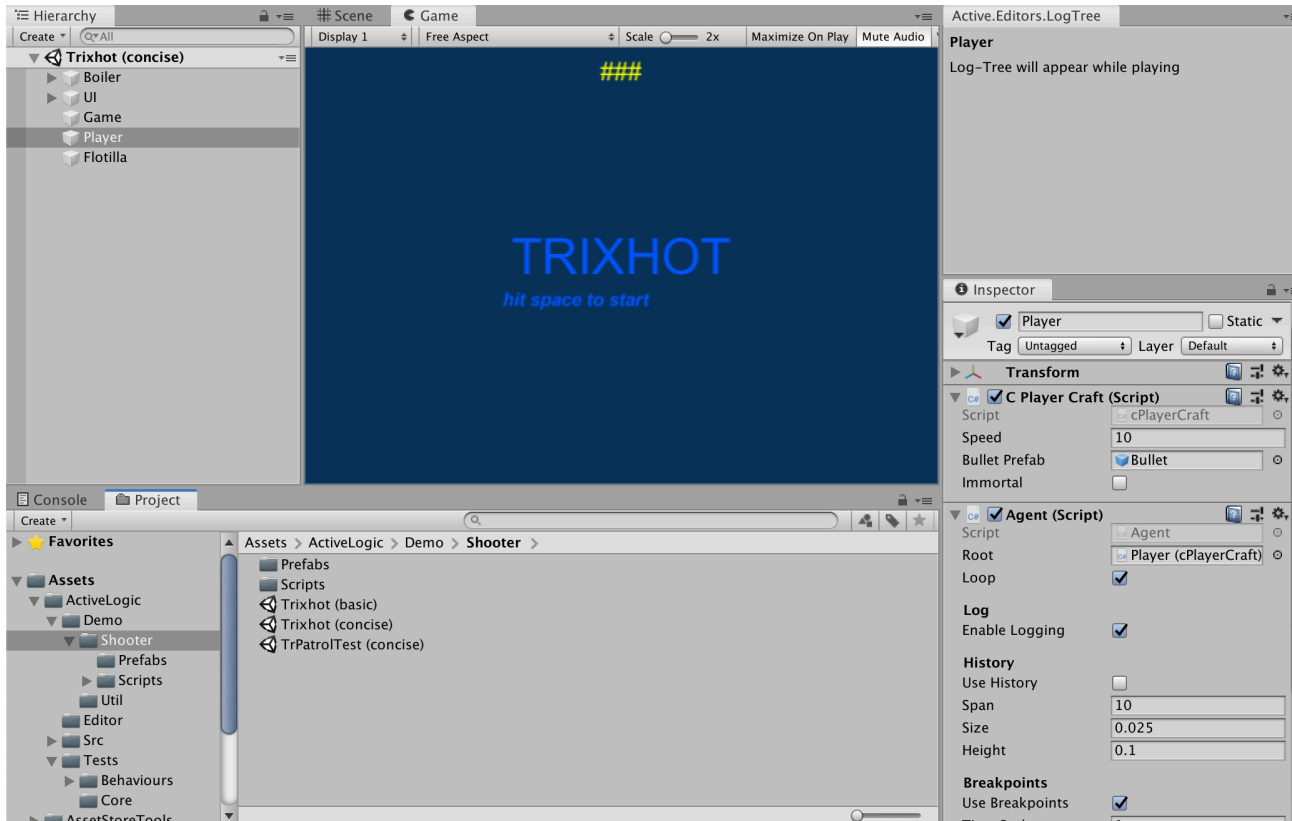 Hierarchy
Create
All
Trixhot (concise)
Boiler
UI
Game
Player
Flotilla
Scene
Game
Display 1
Free Aspect
Scale
2x
Maximize On Play
Mute Audio
###
TRIXHOT
hit space to start
Active.Editors.LogTree
Player
Log-Tree will appear while playing
Inspector
Player
Static
Tag
Untagged
Layer
Default
Transform
C Player Craft (Script)
Script
cPlayerCraft
Speed
10
Bullet Prefab
Bullet
Immortal
Agent (Script)
Script
Agent
Root
Player (cPlayerCraft)
Loop
Log
Enable Logging
History
Use History
Span
10
Size
0.025
Height
0.1
Breakpoints
Use Breakpoints
Console
Project
Create
Favorites
Assets
ActiveLogic
Demo
Shooter
Prefabs
Scripts
Util
Editor
Src
Tests
Behaviours
Core
AssetStoreTools
Assets > ActiveLogic > Demo > Shooter >
Prefabs
Scripts
Trixhot (basic)
Trixhot (concise)
TrPatrolTest (concise)